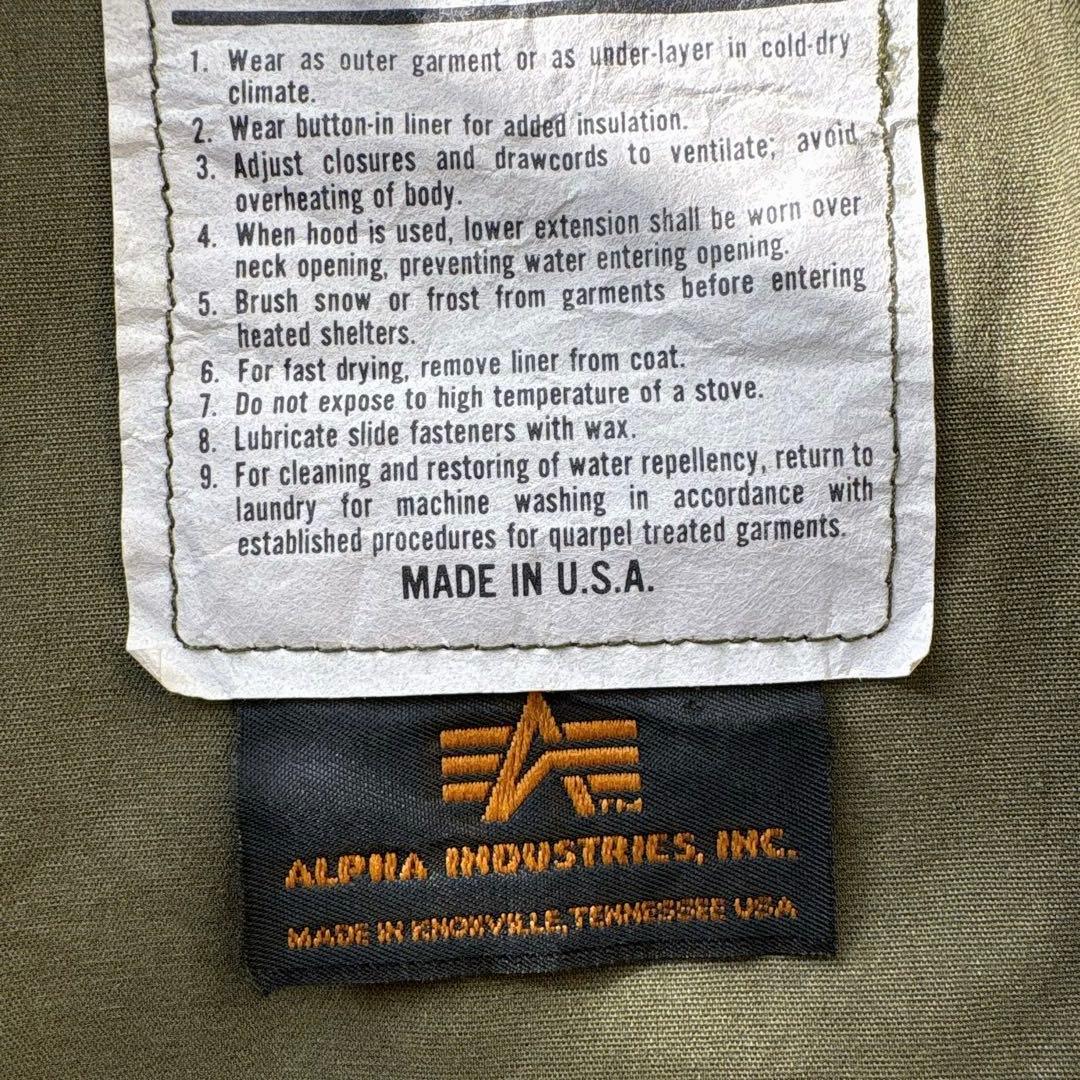 1. Wear as outer garment or as under-layer in cold-dry
climate.
2. Wear button-in liner for added insulation.
3. Adjust closures and drawcords to ventilate; avoid
overheating of body.
4. When hood is used, lower extension shall be worn over
neck opening, preventing water entering opening.
5. Brush snow or frost from garments before entering
heated shelters.
6. For fast drying, remove liner from coat.
7. Do not expose to high temperature of a stove.
8. Lubricate slide fasteners with wax.
9. For cleaning and restoring of water repellency, return to
laundry for machine washing in accordance with
established procedures for quarpel treated garments.
MADE IN U.S.A.
TM
ALPHA INDUSTRIES, INC.
MADE IN KNOXVILLE, TENNESSEE USA